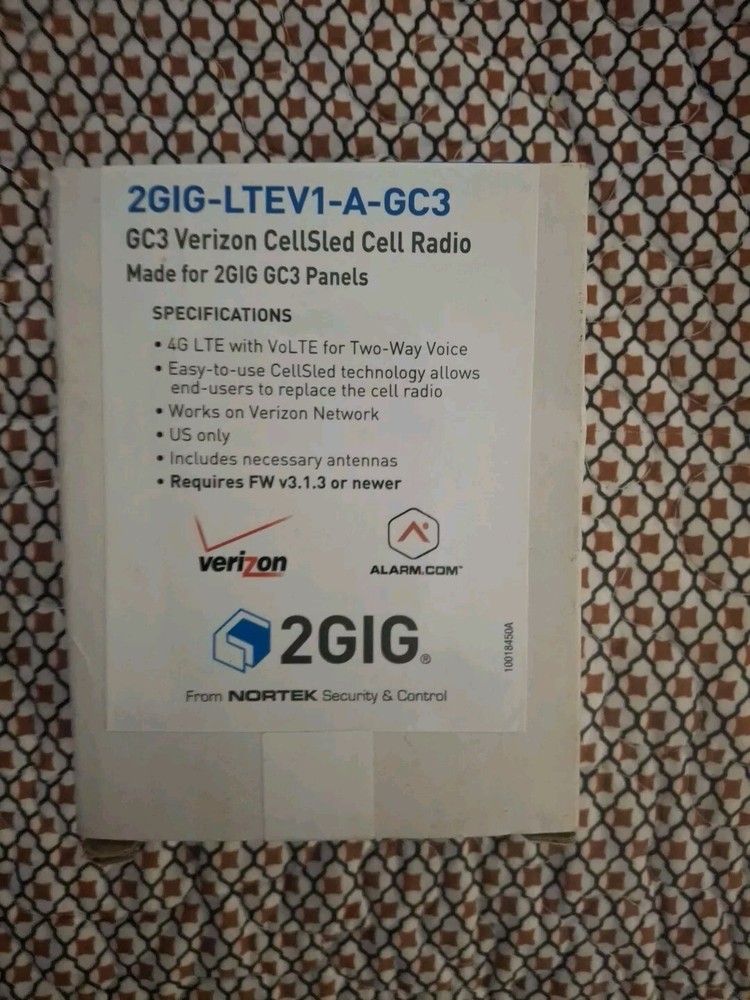 2GIG-LTEV1-A-GC3
GC3 Verizon CellSled Cell Radio
Made for 2GIG GC3 Panels
SPECIFICATIONS
• 4G LTE with VoLTE for Two-Way Voice
• Easy-to-use CellSled technology allows
end-users to replace the cell radio
• Works on Verizon Network
• US only
• Includes necessary antennas
• Requires FW v3.1.3 or newer
verizon
ALARM.COM™
2GIG®
From NORTEK Security & Control
10018450A